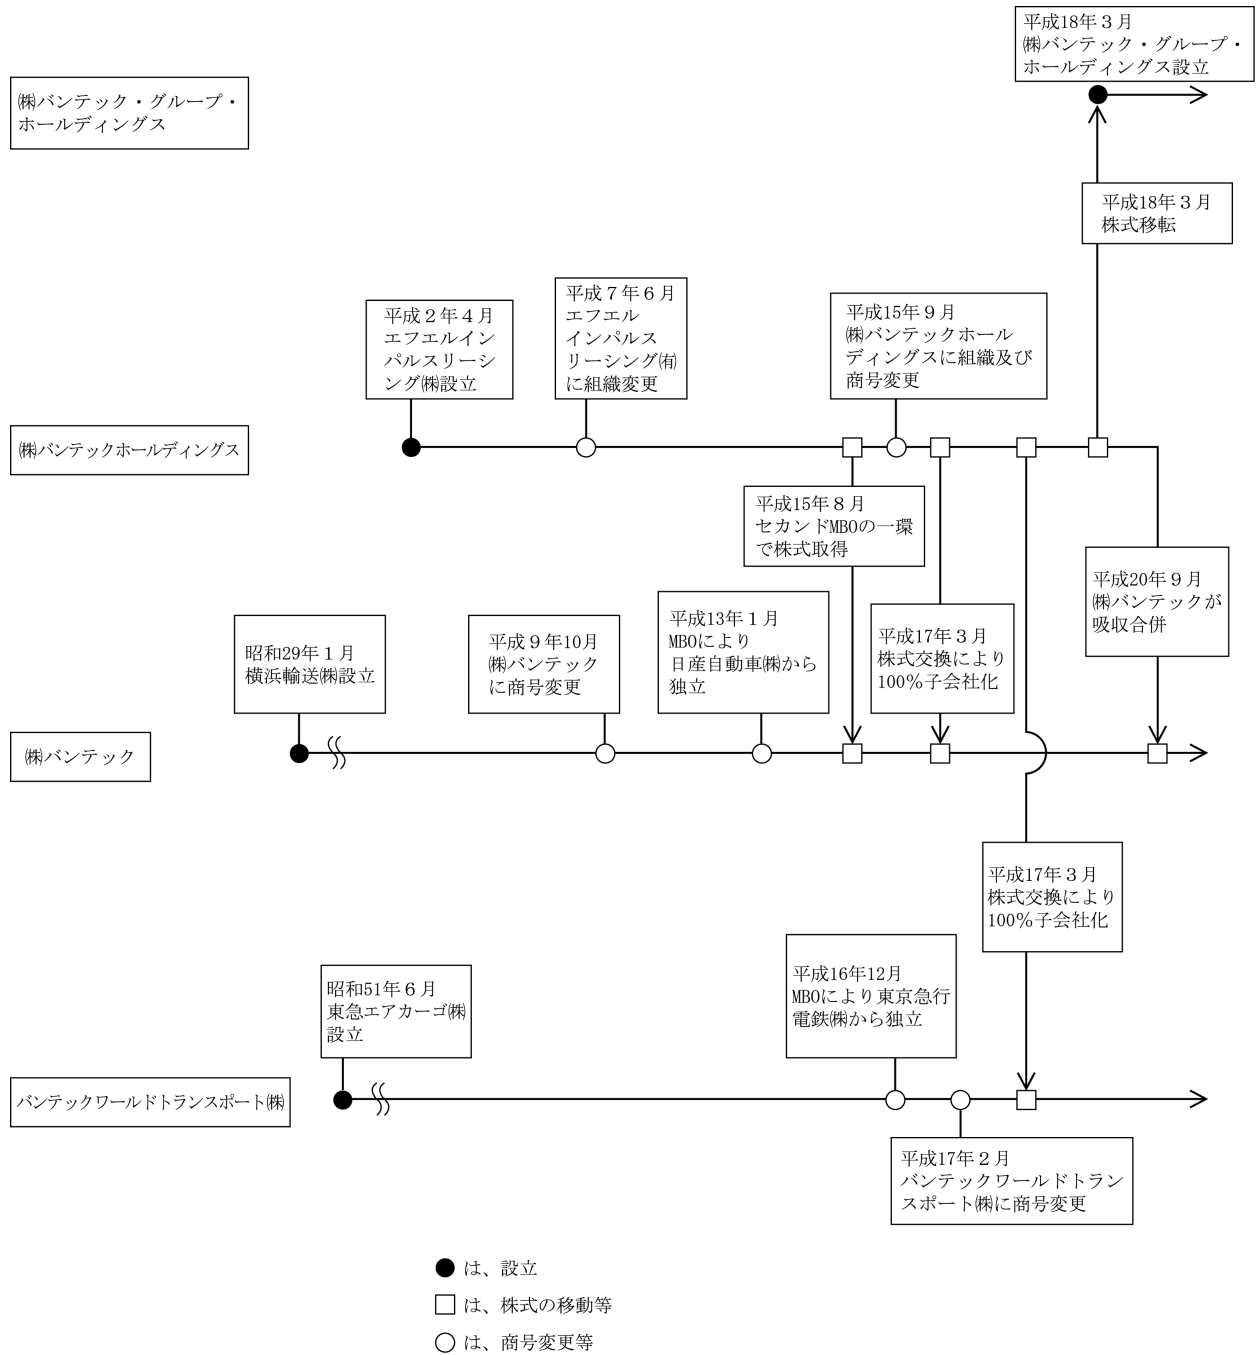 平成18年３月
㈱バンテック・グループ・
ホールディングス設立
㈱バンテック・グループ・
ホールディングス
平成18年３月
株式移転
平成２年４月
エフエルイン
パルスリーシ
ング㈱設立
平成７年６月
エフエル
インパルス
リーシング㈲
に組織変更
平成15年９月
㈱バンテックホール
ディングスに組織及び
商号変更
㈱バンテックホールディングス
平成15年８月
セカンドMBOの一環
で株式取得
平成20年９月
㈱バンテックが
吸収合併
昭和29年１月
横浜輸送㈱設立
平成９年10月
㈱バンテック
に商号変更
平成13年１月
MBOにより
日産自動車㈱から
独立
平成17年３月
株式交換により
100％子会社化
㈱バンテック
平成17年３月
株式交換により
100％子会社化
昭和51年６月
東急エアカーゴ㈱
設立
平成16年12月
MBOにより東京急行
電鉄㈱から独立
バンテックワールドトランスポート㈱
平成17年２月
バンテックワールドトラン
スポート㈱に商号変更
は、設立
は、株式の移動等
は、商号変更等